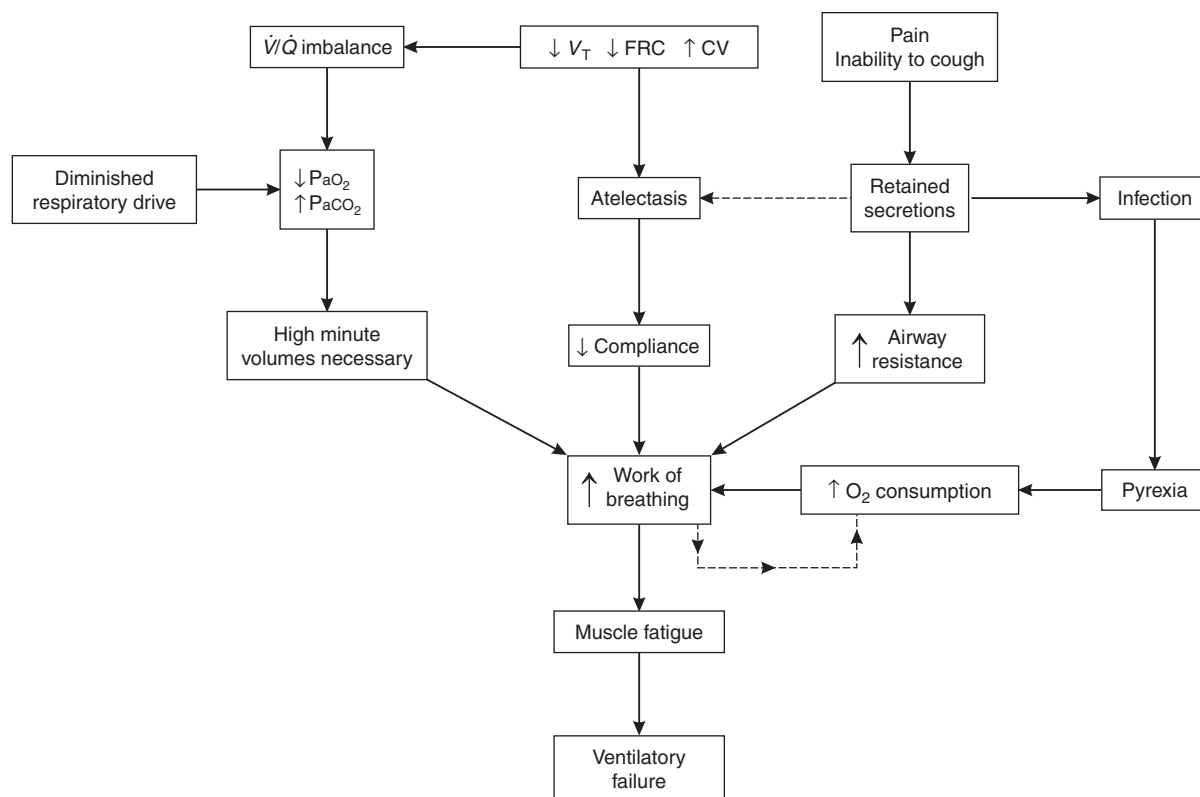 V̇/Q̇ imbalance
↓ VT ↓ FRC ↑ CV
Pain
Inability to cough
Diminished
respiratory drive
↓PaO2
↑PaCO2
Atelectasis
Retained
secretions
Infection
High minute
volumes necessary
↓ Compliance
↑ Airway
resistance
↑ Work of
breathing
↑ O2 consumption
Pyrexia
Muscle fatigue
Ventilatory
failure